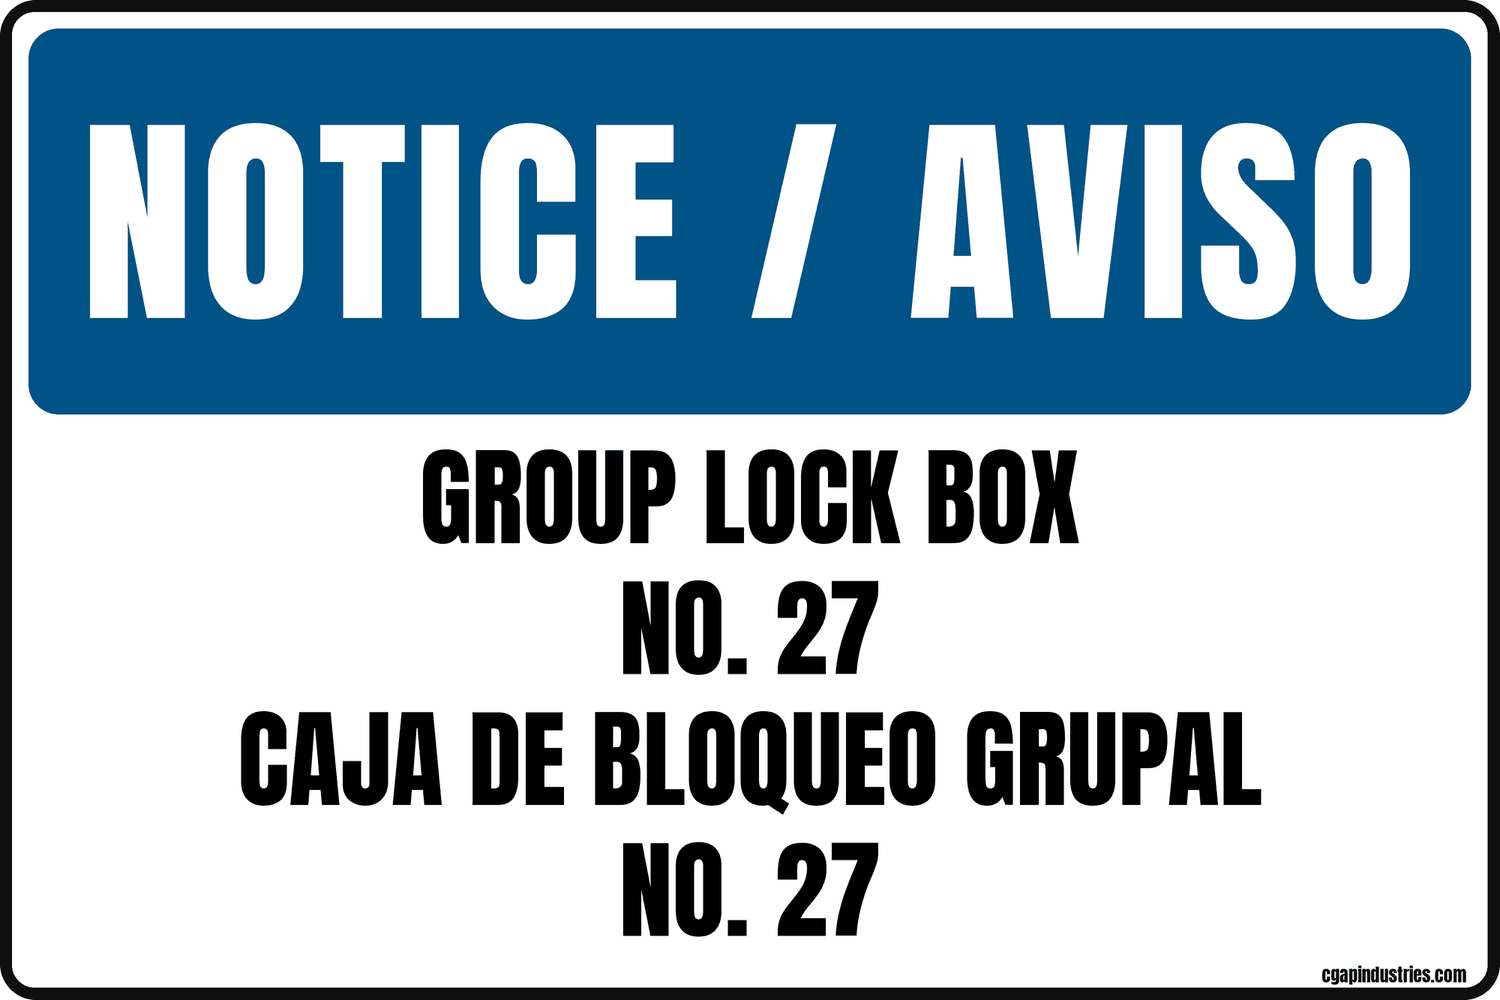 NOTICE / AVISO
GROUP LOCK BOX
NO. 27
CAJA DE BLOQUEO GRUPAL
NO. 27
cgapindustries.com